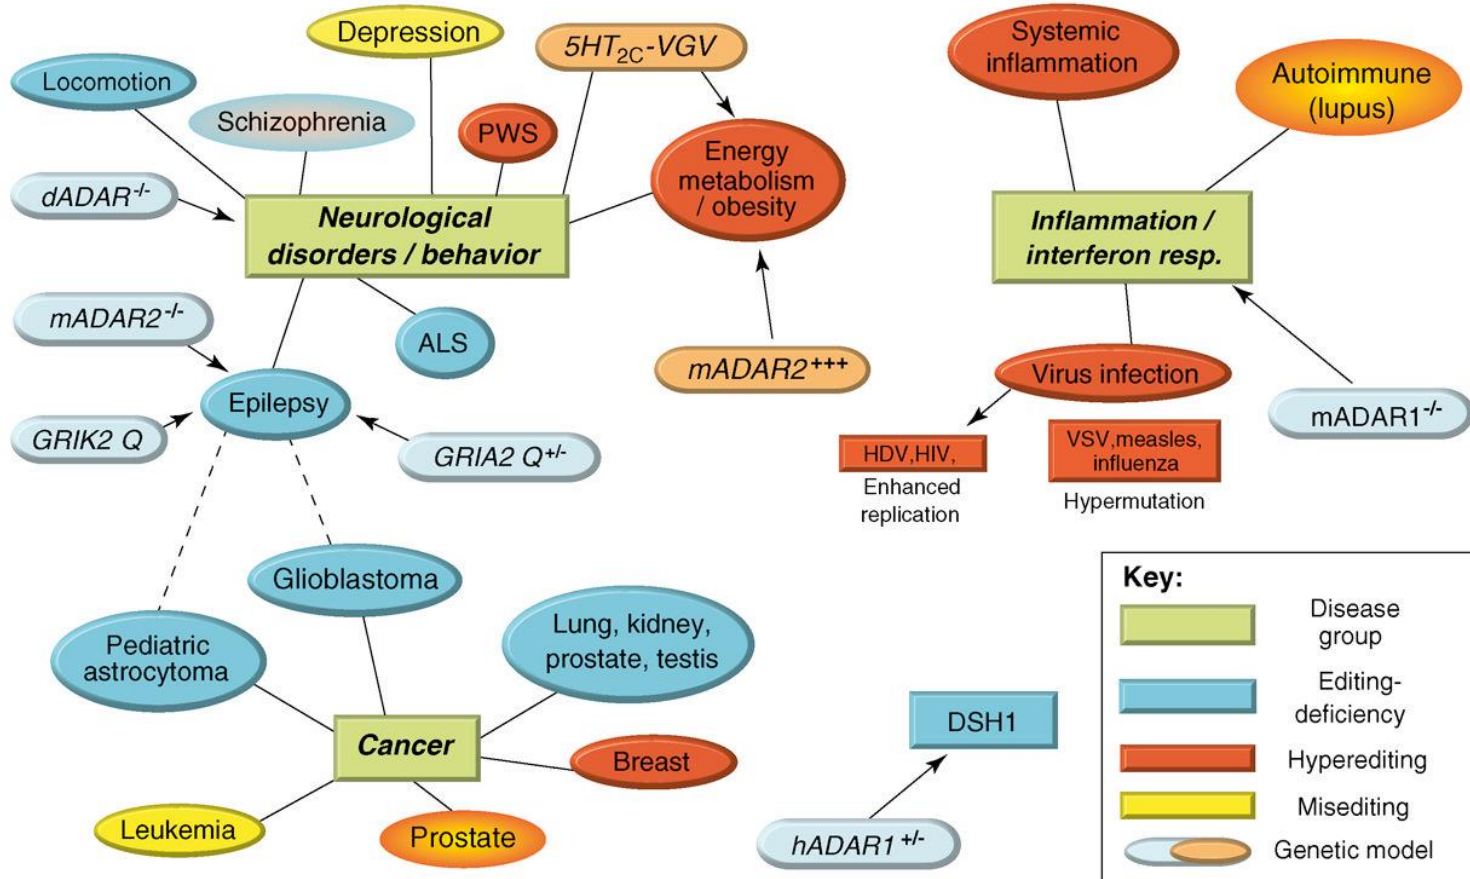 Depression
5HT2C-VGV
Systemic
inflammation
Locomotion
Autoimmune
(lupus)
Schizophrenia
PWS
Energy
metabolism
/ obesity
dADAR-/-
Neurological
disorders / behavior
Inflammation /
interferon resp.
mADAR2-/-
ALS
mADAR2+++
Virus infection
Epilepsy
mADAR1-/-
GRIK2 Q
GRIA2 Q+/-
HDV,HIV,
Enhanced
replication
VSV,measles,
influenza
Hypermutation
Glioblastoma
Pediatric
astrocytoma
Lung, kidney,
prostate, testis
Cancer
Breast
Leukemia
Prostate
DSH1
hADAR1+/-
Key:
Disease
group
Editing-
deficiency
Hyperediting
Misediting
Genetic model